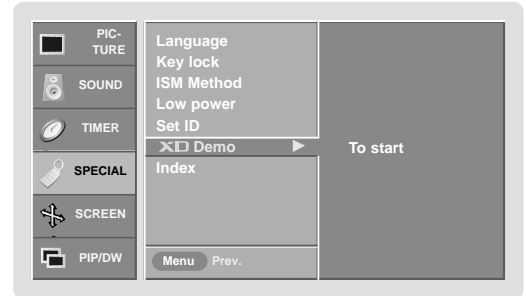 PIC-
TURE
SOUND
TIMER
SPECIAL
SCREEN
PIP/DW
Language
Key lock
ISM Method
Low power
Set ID
XD Demo ►
Index
To start
Menu Prev.